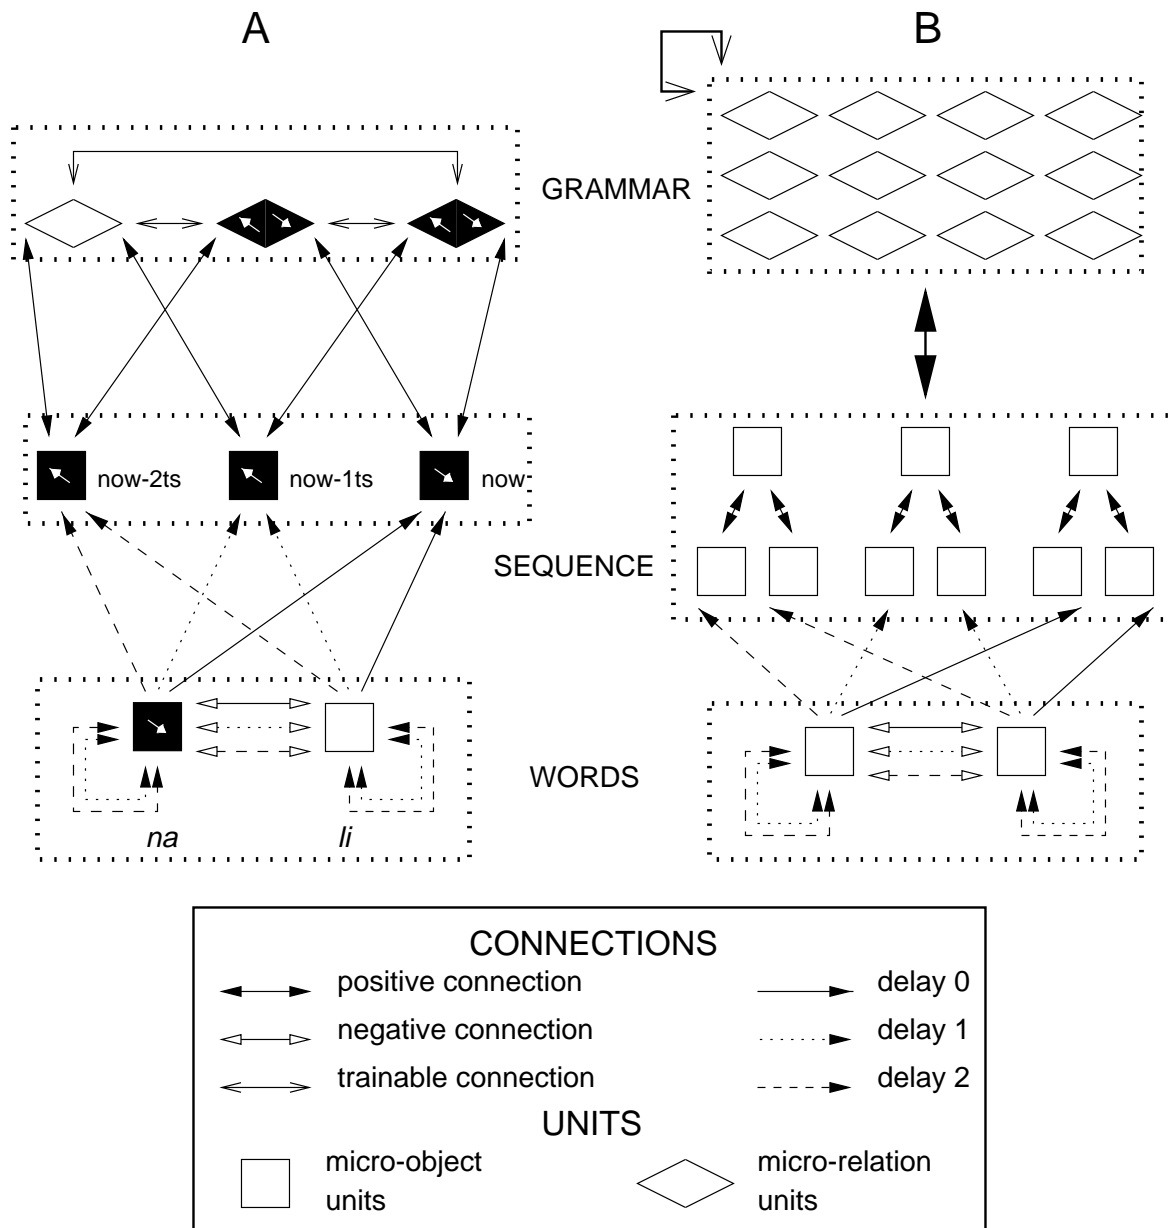 A
B
GRAMMAR
now-2ts
now-1ts
now
SEQUENCE
WORDS
na
li
CONNECTIONS
positive connection
delay 0
negative connection
delay 1
trainable connection
delay 2
UNITS
micro-object
units
micro-relation
units